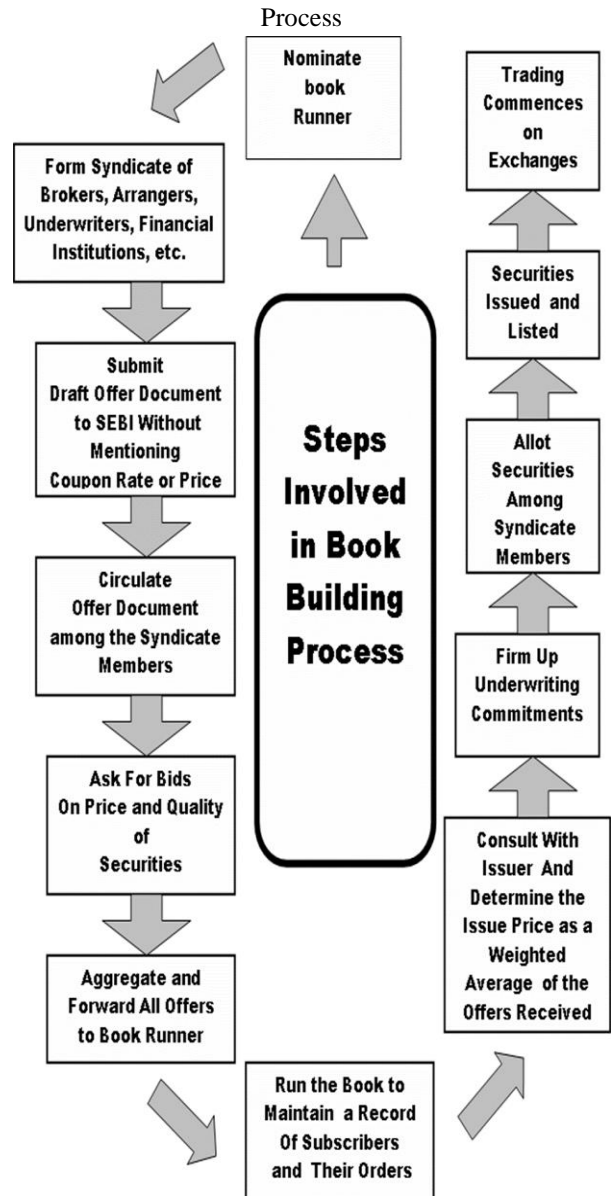 Process
Nominate
book
Runner
Form Syndicate of
Brokers, Arrangers,
Underwriters, Financial
Institutions, etc.
Submit
Draft Offer Document
to SEBI Without
Mentioning
Coupon Rate or Price
Circulate
Offer Document
among the Syndicate
Members
Ask For Bids
On Price and Quality
of
Securities
Aggregate and
Forward All Offers
to Book Runner
Run the Book to
Maintain a Record
Of Subscribers
and Their Orders
Consult With
Issuer And
Determine the
Issue Price as a
Weighted
Average of the
Offers Received
Firm Up
Underwriting
Commitments
Allot
Securities
Among
Syndicate
Members
Securities
Issued and
Listed
Trading
Commences
on
Exchanges
Steps
Involved
in Book
Building
Process